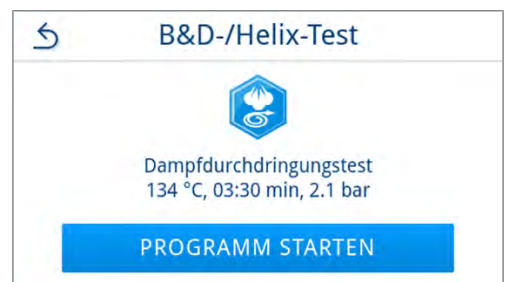 B&D-/Helix-Test
Dampfdurchdringungstest
134 °C, 03:30 min, 2.1 bar
PROGRAMM STARTEN